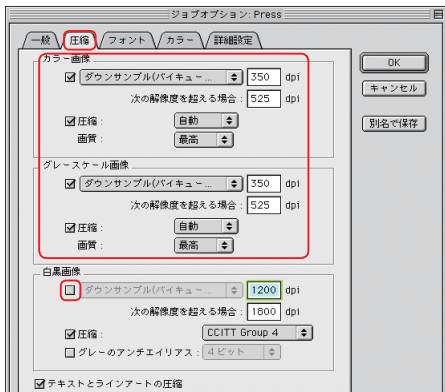 ジョブオプション: Press
一般 圧縮 フォント カラー 詳細設定
カラー画像
ダウンサンプル(バイキュー... 350 dpi
次の解像度を超える場合 : 525 dpi
圧縮 : 自動
画質 : 最高
グレースケール画像
ダウンサンプル(バイキュー... 350 dpi
次の解像度を超える場合 : 525 dpi
圧縮 : 自動
画質 : 最高
白黒画像
ダウンサンプル(バイキュー... 1200 dpi
次の解像度を超える場合 : 1800 dpi
圧縮 : CCITT Group 4
グレーのアンチエイリアス : 4 ビット
テキストとラインアートの圧縮
OK
キャンセル
別名で保存